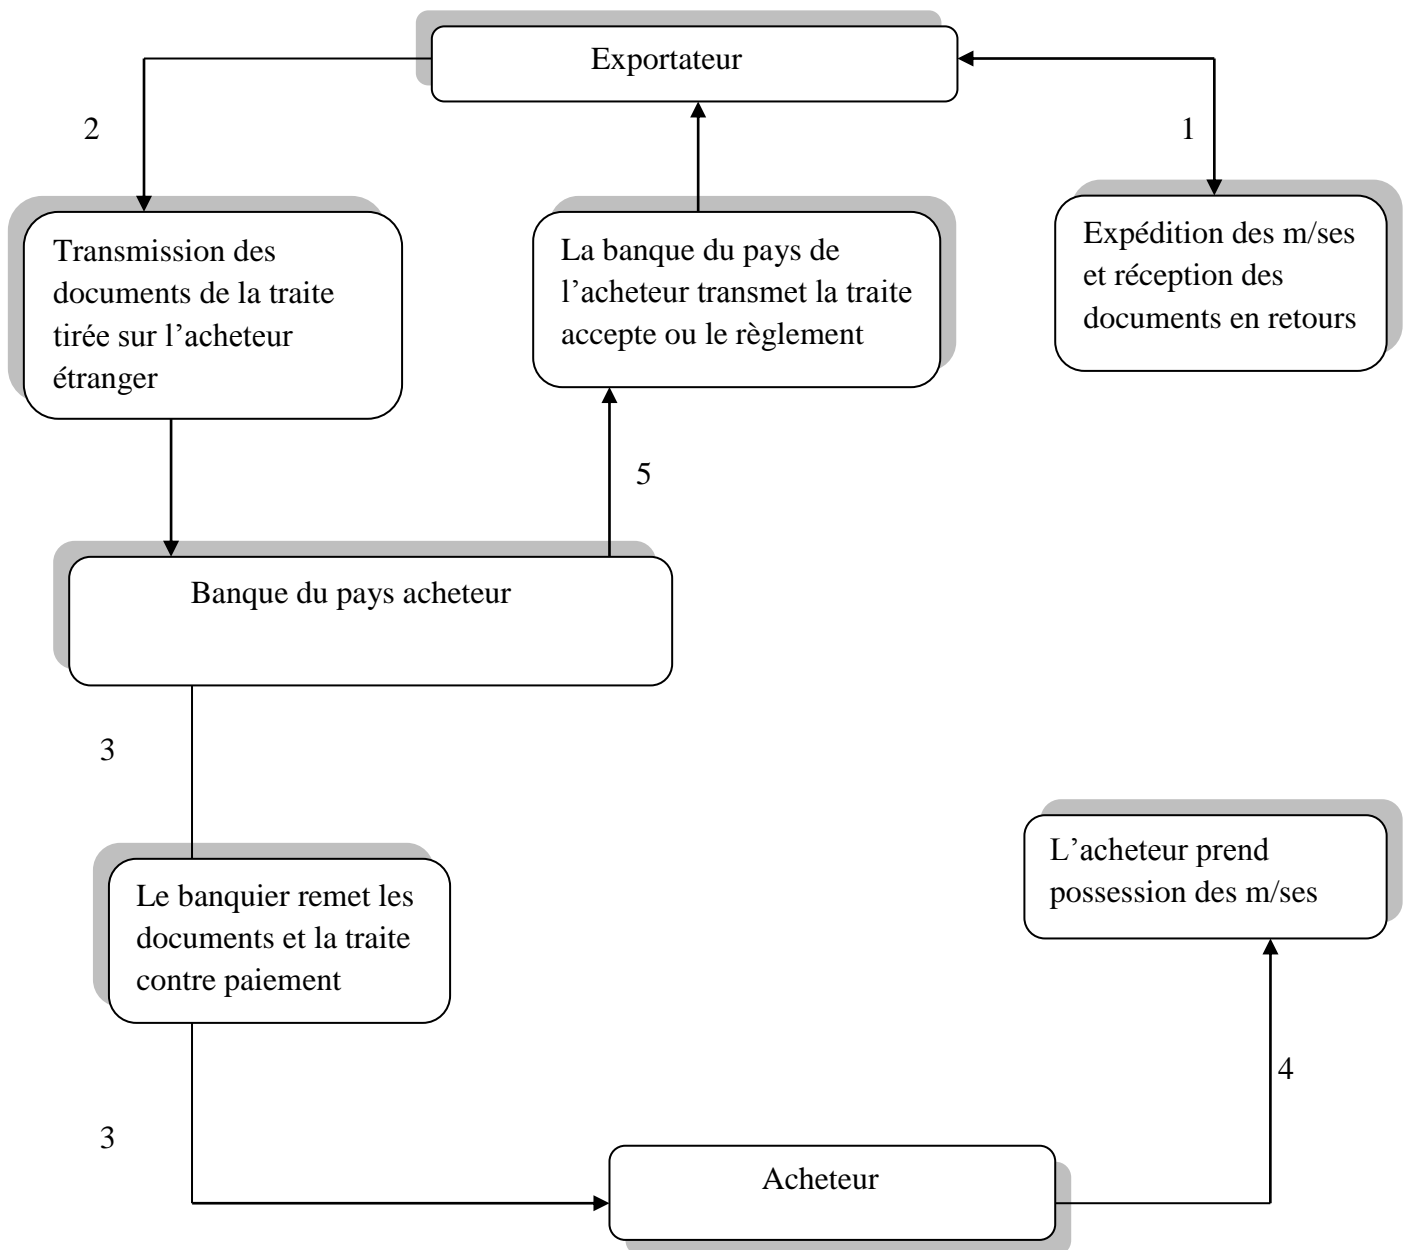 Exportateur
2
1
Transmission des
documents de la traite
tirée sur l’acheteur
étranger
La banque du pays de
l’acheteur transmet la traite
accepte ou le règlement
Expédition des m/ses
et réception des
documents en retours
5
Banque du pays acheteur
3
Le banquier remet les
documents et la traite
contre paiement
L’acheteur prend
possession des m/ses
4
3
Acheteur